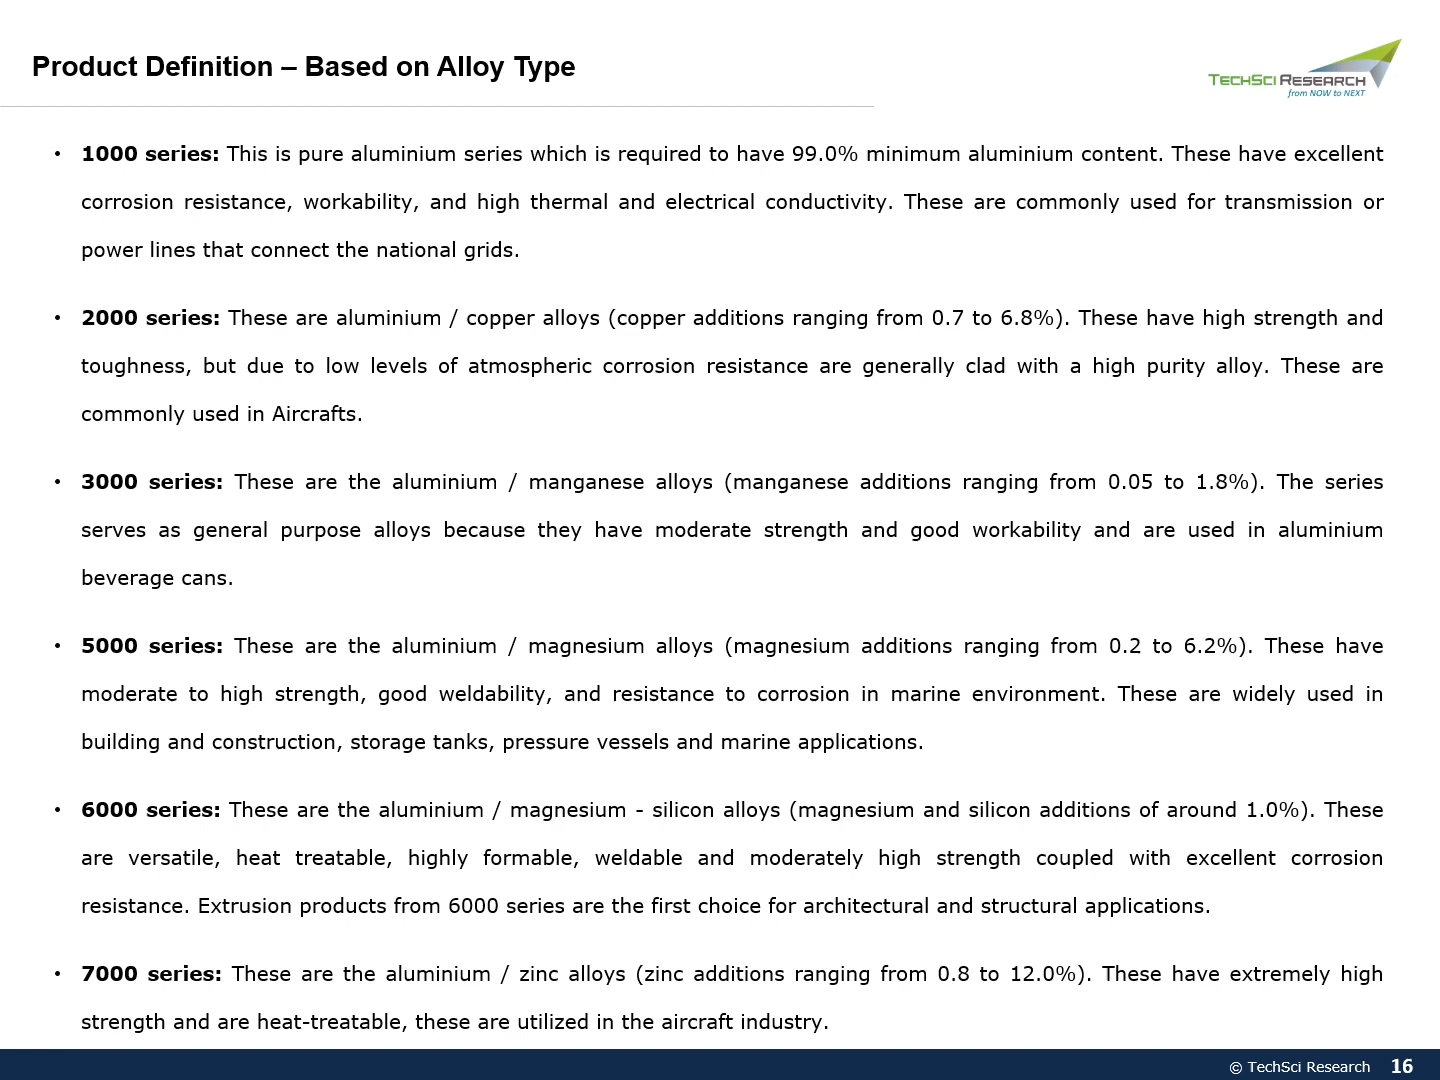 Product Definition – Based on Alloy Type
TECHSCI RESEARCH
from NOW to NEXT
• 1000 series: This is pure aluminium series which is required to have 99.0% minimum aluminium content. These have excellent
corrosion resistance, workability, and high thermal and electrical conductivity. These are commonly used for transmission or
power lines that connect the national grids.
• 2000 series: These are aluminium / copper alloys (copper additions ranging from 0.7 to 6.8%). These have high strength and
toughness, but due to low levels of atmospheric corrosion resistance are generally clad with a high purity alloy. These are
commonly used in Aircrafts.
• 3000 series: These are the aluminium / manganese alloys (manganese additions ranging from 0.05 to 1.8%). The series
serves as general purpose alloys because they have moderate strength and good workability and are used in aluminium
beverage cans.
• 5000 series: These are the aluminium / magnesium alloys (magnesium additions ranging from 0.2 to 6.2%). These have
moderate to high strength, good weldability, and resistance to corrosion in marine environment. These are widely used in
building and construction, storage tanks, pressure vessels and marine applications.
• 6000 series: These are the aluminium / magnesium - silicon alloys (magnesium and silicon additions of around 1.0%). These
are versatile, heat treatable, highly formable, weldable and moderately high strength coupled with excellent corrosion
resistance. Extrusion products from 6000 series are the first choice for architectural and structural applications.
• 7000 series: These are the aluminium / zinc alloys (zinc additions ranging from 0.8 to 12.0%). These have extremely high
strength and are heat-treatable, these are utilized in the aircraft industry.
© TechSci Research 16